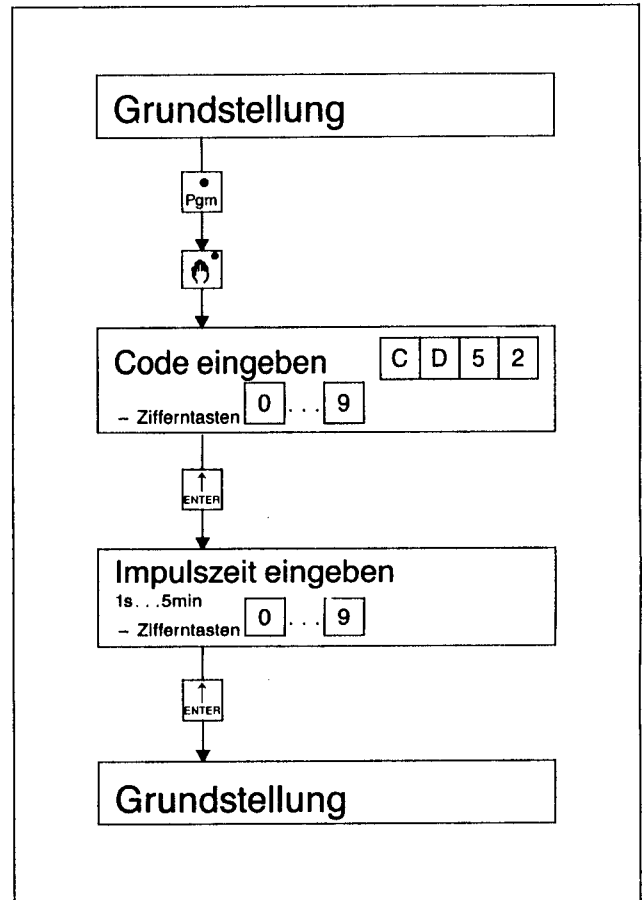 Grundstellung
Pgm
Code eingeben C D 5 2
– Zifferntasten 0 . . . 9
ENTER
Impulszeit eingeben
1s. . .5min
– Zifferntasten 0 . . . 9
ENTER
Grundstellung